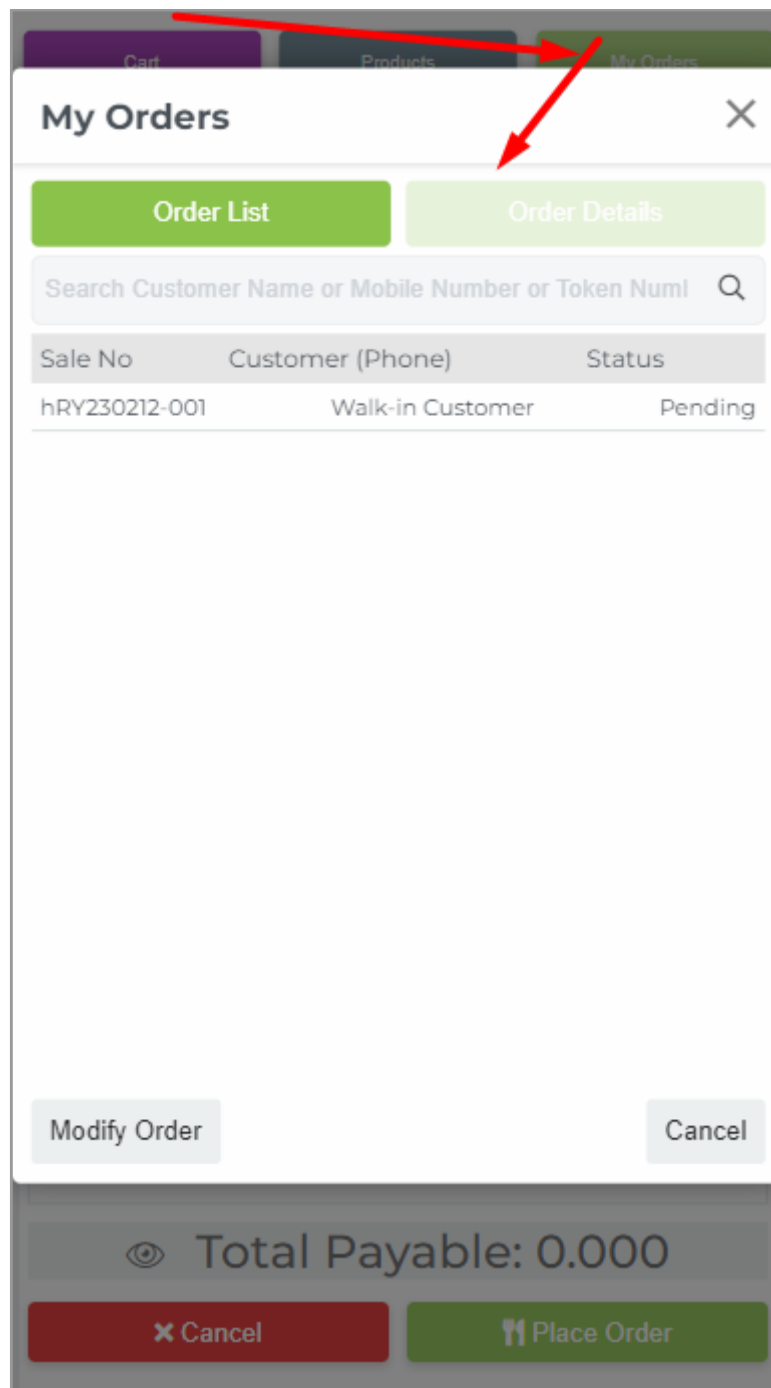 Cart Products My Orders
My Orders
Order List Order Details
Search Customer Name or Mobile Number or Token Numl
Sale No Customer (Phone) Status
hRY230212-001 Walk-in Customer Pending
Modify Order Cancel
Total Payable: 0.000
Cancel Place Order